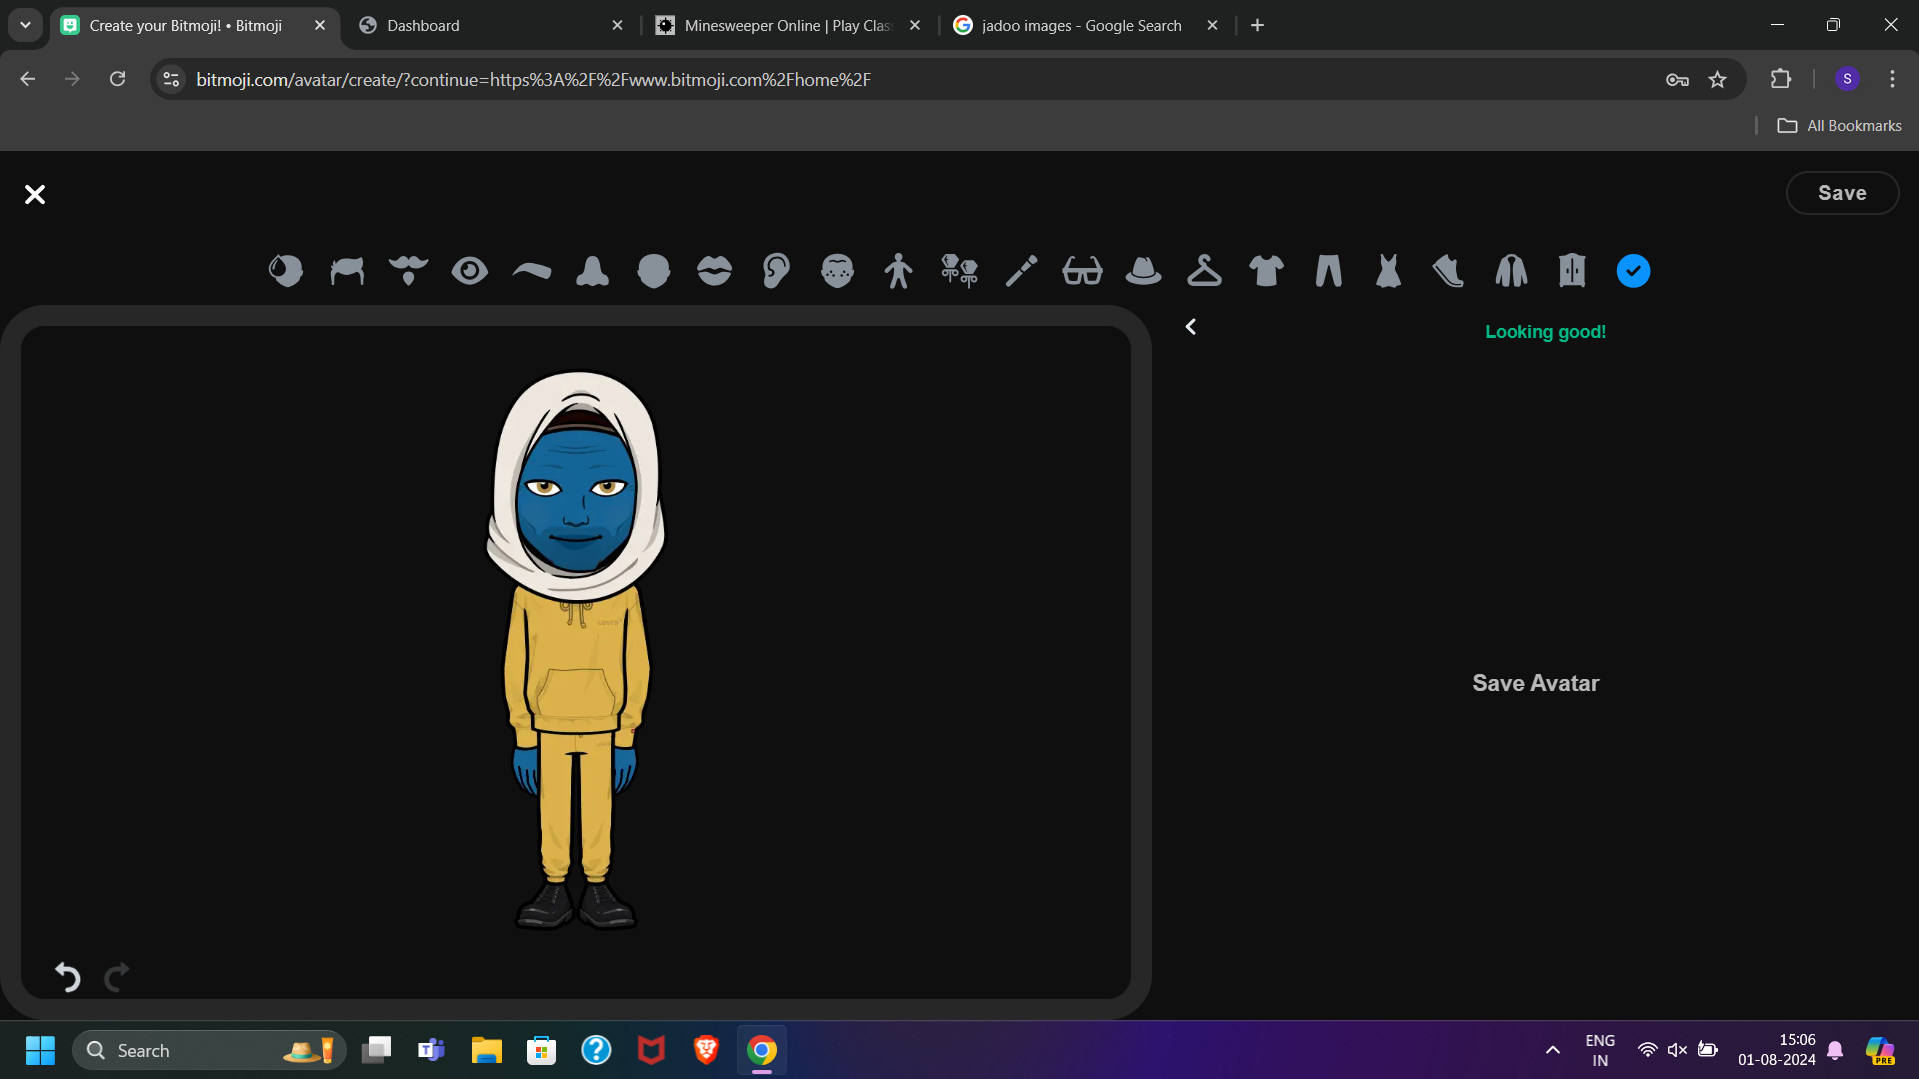 Create your Bitmoji! • Bitmoji
Dashboard
Minesweeper Online | Play Clas
jadoo images - Google Search
bitmoji.com/avatar/create/?continue=https%3A%2F%2Fwww.bitmoji.com%2Fhome%2F
S
All Bookmarks
Save
Looking good!
Save Avatar
Search
ENG
IN
15:06
01-08-2024
PRE